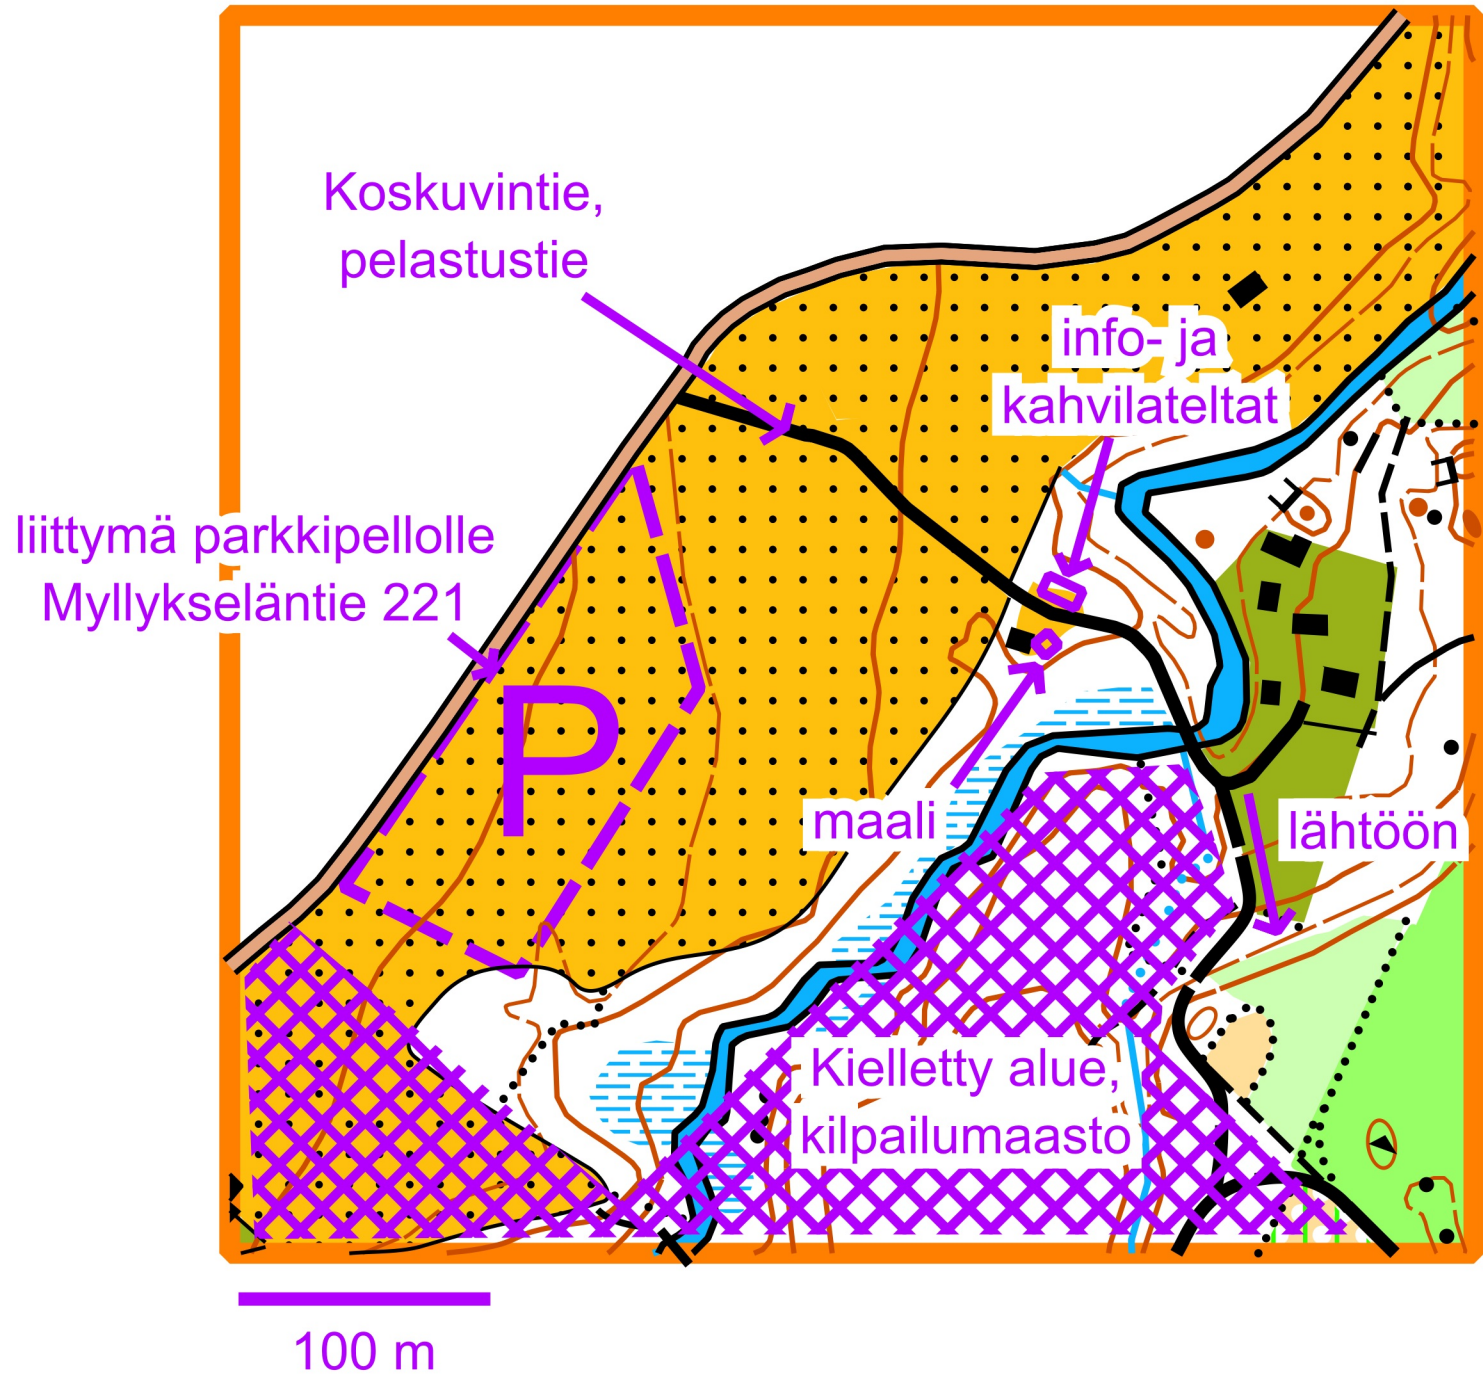 Koskuvintie,
pelastustie
info- ja
kahvilateltat
liittymä parkkipellolle
Myllykseläntie 221
P
maali
lähtöön
Kielletty alue,
kilpailumaasto
100 m